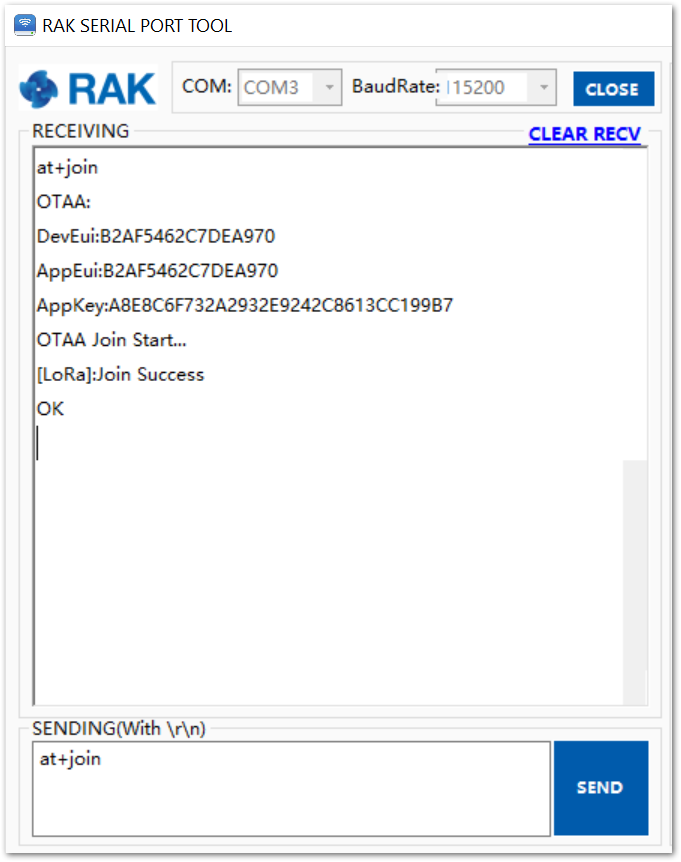 RAK SERIAL PORT TOOL
RAK COM: COM3 BaudRate: 115200 CLOSE
RECEIVING CLEAR RECV
at+join
OTAA:
DevEui:B2AF5462C7DEA970
AppEui:B2AF5462C7DEA970
AppKey:A8E8C6F732A2932E9242C8613CC199B7
OTAA Join Start...
[LoRa]:Join Success
OK
SENDING(With \r\n)
at+join
SEND